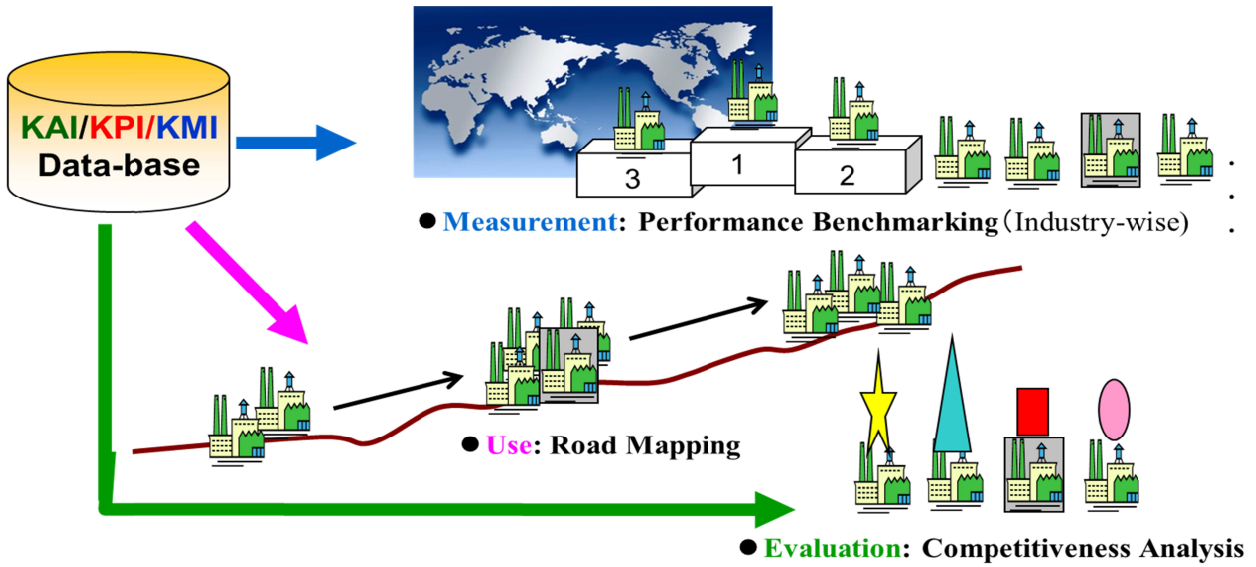 KAI/KPI/KMI
Data-base
3
1
2
● Measurement: Performance Benchmarking（Industry-wise)
● Use: Road Mapping
● Evaluation: Competitiveness Analysis